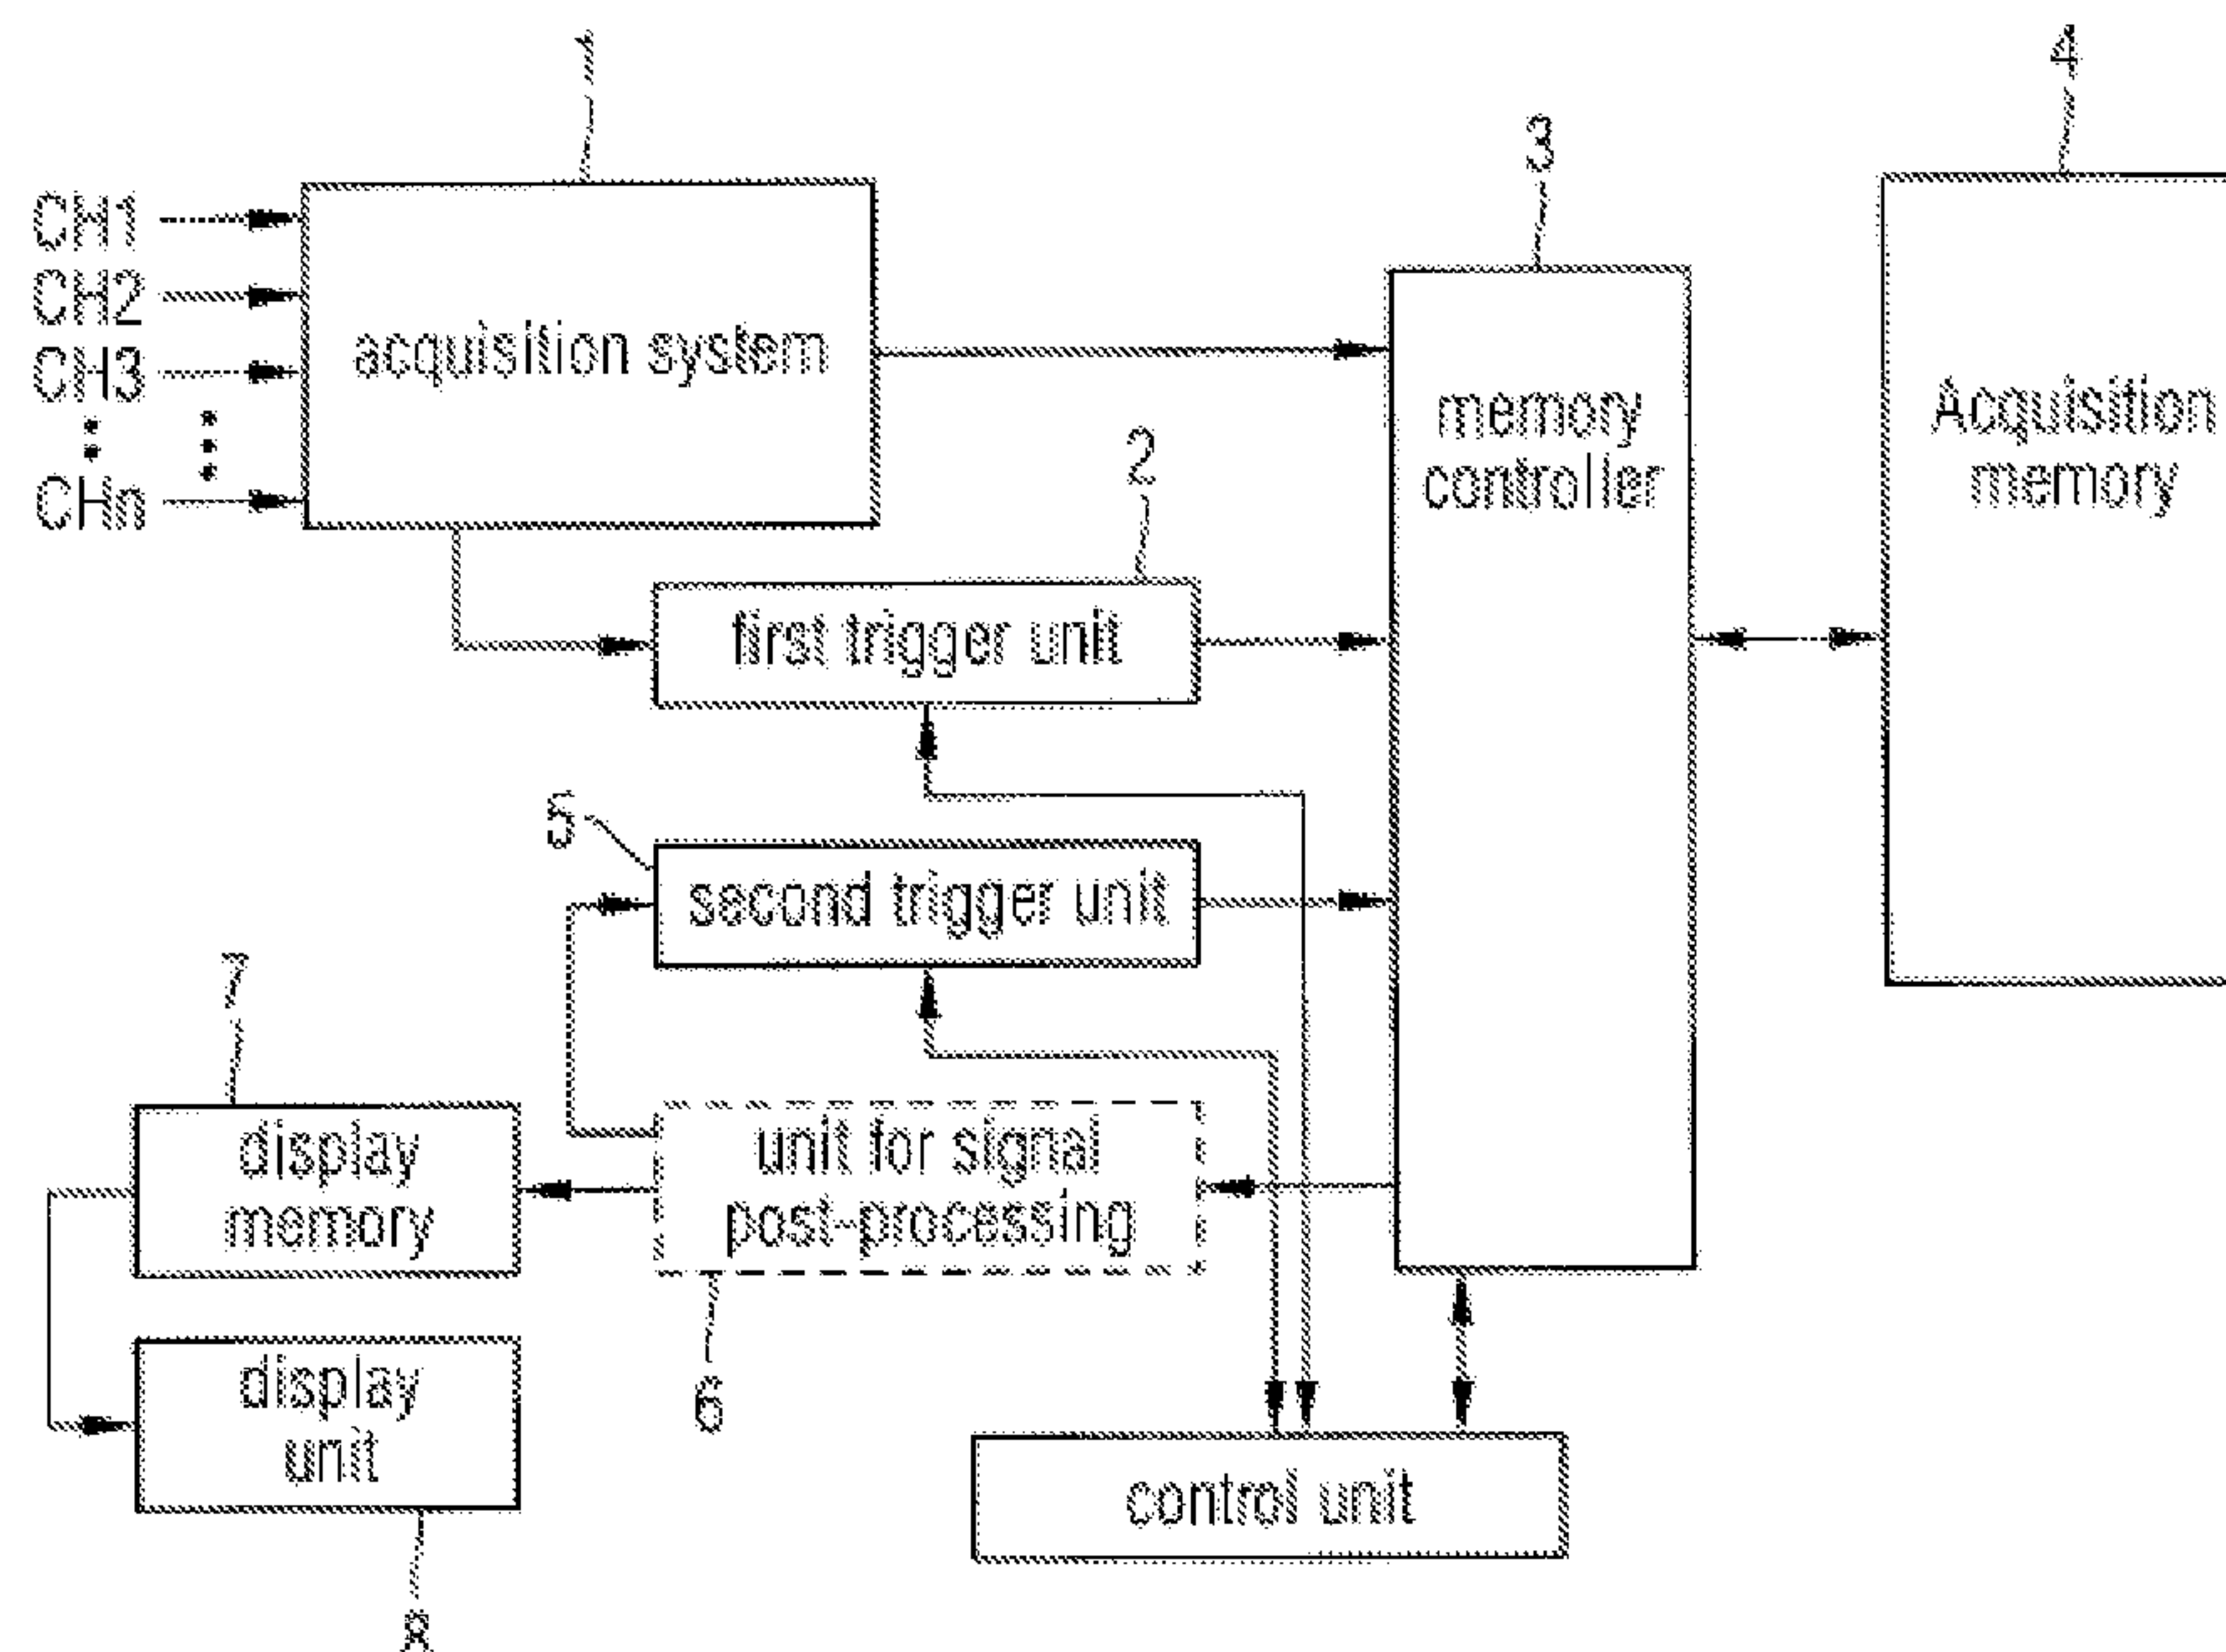 1
4
3
CH1
CH2
CH3
CHn
acquisition system
memory
controller
Acquisition
memory
2
first trigger unit
5
second trigger unit
7
display
memory
unit for signal
post-processing
6
display
unit
control unit
8